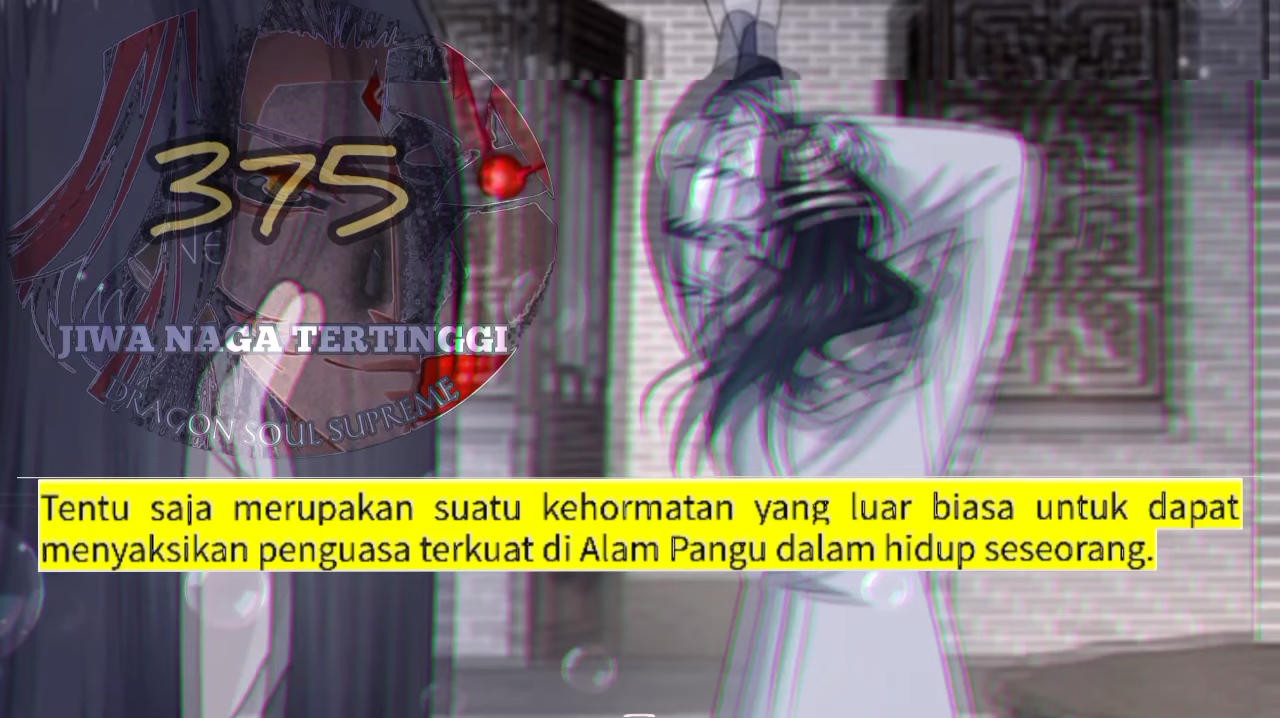 375
JIWA NAGA TERTINGGI
DRAGON SOUL SUPREME
Tentu saja merupakan suatu kehormatan yang luar biasa untuk dapat
menyaksikan penguasa terkuat di Alam Pangu dalam hidup seseorang.